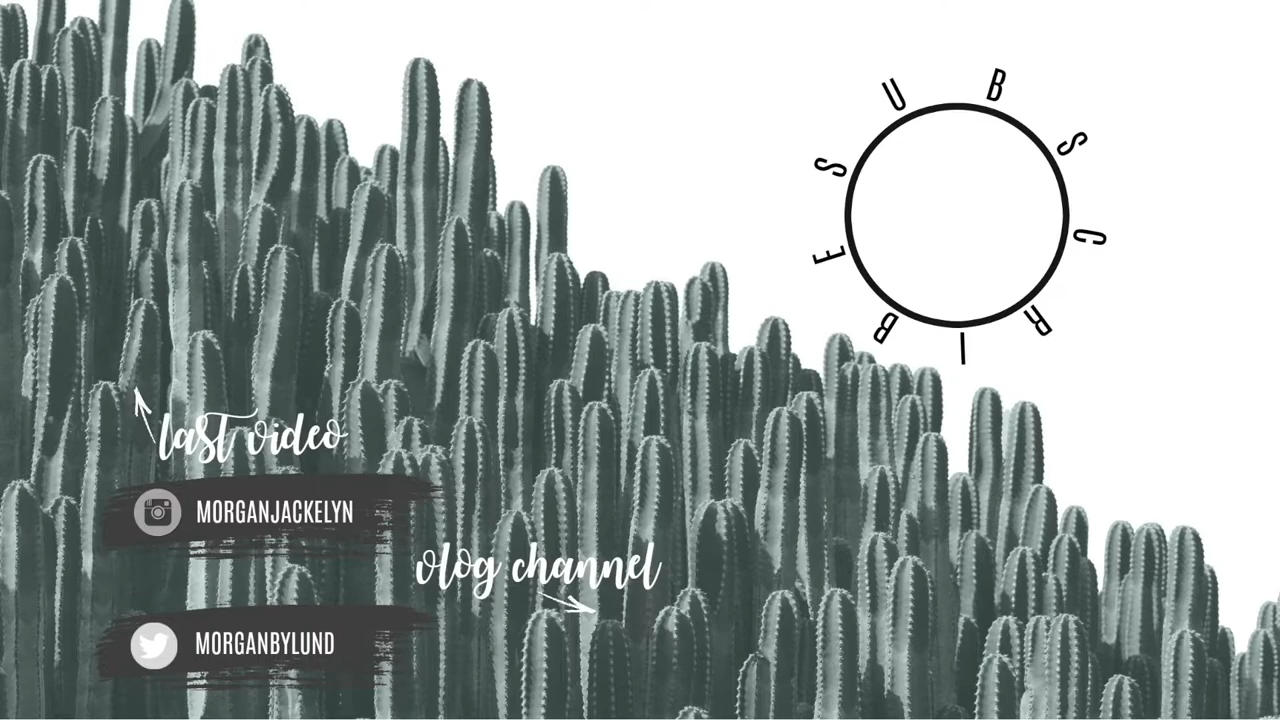 SUBSCRIBE
last video
MORGANJACKELYN
vlog channel
MORGANBYLUND